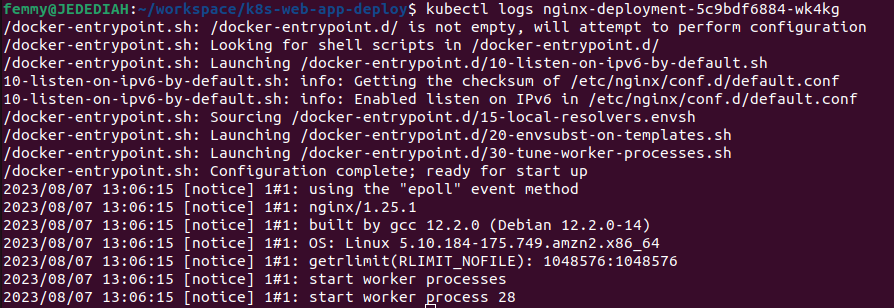 femmy@JEDEDIAH:~/workspace/k8s-web-app-deploy$ kubectl logs nginx-deployment-5c9bdf6884-wk4kg
/docker-entrypoint.sh: /docker-entrypoint.d/ is not empty, will attempt to perform configuration
/docker-entrypoint.sh: Looking for shell scripts in /docker-entrypoint.d/
/docker-entrypoint.sh: Launching /docker-entrypoint.d/10-listen-on-ipv6-by-default.sh
10-listen-on-ipv6-by-default.sh: info: Getting the checksum of /etc/nginx/conf.d/default.conf
10-listen-on-ipv6-by-default.sh: info: Enabled listen on IPv6 in /etc/nginx/conf.d/default.conf
/docker-entrypoint.sh: Sourcing /docker-entrypoint.d/15-local-resolvers.envsh
/docker-entrypoint.sh: Launching /docker-entrypoint.d/20-envsubst-on-templates.sh
/docker-entrypoint.sh: Launching /docker-entrypoint.d/30-tune-worker-processes.sh
/docker-entrypoint.sh: Configuration complete; ready for start up
2023/08/07 13:06:15 [notice] 1#1: using the "epoll" event method
2023/08/07 13:06:15 [notice] 1#1: nginx/1.25.1
2023/08/07 13:06:15 [notice] 1#1: built by gcc 12.2.0 (Debian 12.2.0-14)
2023/08/07 13:06:15 [notice] 1#1: OS: Linux 5.10.184-175.749.amzn2.x86_64
2023/08/07 13:06:15 [notice] 1#1: getrlimit(RLIMIT_NOFILE): 1048576:1048576
2023/08/07 13:06:15 [notice] 1#1: start worker processes
2023/08/07 13:06:15 [notice] 1#1: start worker process 28